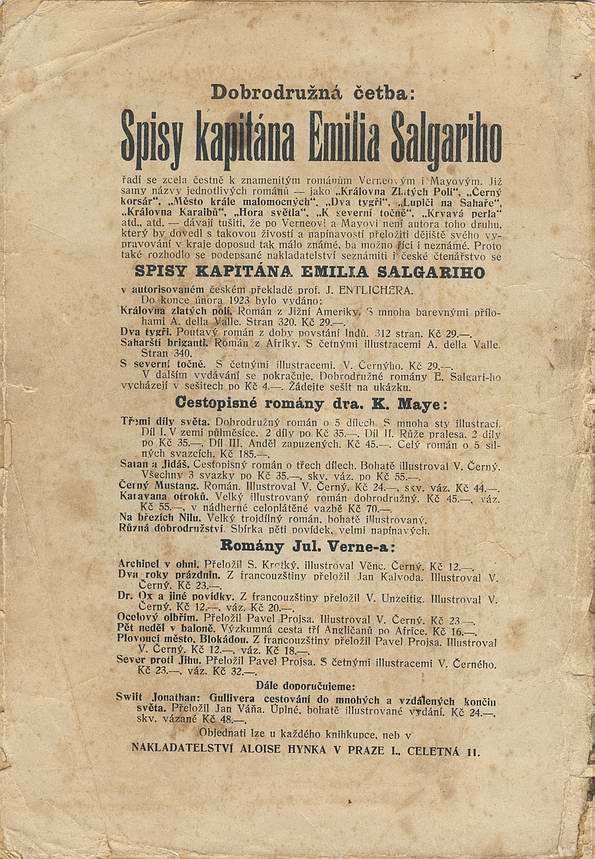 Dobrodružná četba:
Spisy kapitána Emilia Salgariho
řadí se zcela čestně k znamenitým románům Verneovým i Mayovým. Již
samy názvy jednotlivých románů — jako „Královna Zlatých Polí“, „Černý
korsár“, „Město krále malomocných“, „Dva tygři“, „Lupiči na Sahaře“,
„Královna Karaibů“, „Hora světla“, „K severní točně“, „Krvavá perla“
atd., atd. — dávají tušiti, že po Verneovi a Mayovi není autora toho druhu,
který by dovedl s takovou živostí a napínavostí přeložiti dějiště svého vy-
pravování v kraje doposud tak málo známé, ba možno říci i neznámé. Proto
také rozhodlo se podepsané nakladatelství seznámiti i české čtenářstvo se
SPISY KAPITÁNA EMILIA SALGARIHO
v autorisovaném českém překladě prof. J. ENTLICHERA.
Do konce února 1923 bylo vydáno:
Královna zlatých polí. Román z Jižní Ameriky. S mnoha barevnými přílo-
hami A. della Valle. Stran 320. Kč 29.—.
Dva tygři. Poutavý román z doby povstání Indů. 312 stran. Kč 29.—.
Saharští briganti. Román z Afriky. S četnými illustracemi A. della Valle.
Stran 340.
S severní točně. S četnými illustracemi. V. Černýho. Kč 29.—.
V dalším vydávání se pokračuje. Dobrodružné romány E. Salgari-ho
vycházejí v sešitech po Kč 4.—. Žádejte sešit na ukázku.
Cestopisné romány dra. K. Maye:
Třemi díly světa. Dobrodružný román o 5 dílech. S mnoha sty illustrací.
Díl I. V zemi půlměsíce. 2 díly po Kč 35.—. Díl II. Růže pralesa. 2 díly
po Kč 35.—. Díl III. Anděl zapuzených. Kč 45.—. Celý román o 5 sil-
ných svazcích. Kč 185.—.
Satan a Jidáš. Cestopisný román o třech dílech. Bohatě illustroval V. Černý.
Všechny 3 svazky po Kč 35.—, skv. váz. po Kč 55.—.
Černý Mustang. Román. Illustroval V. Černý. Kč 24.—, skv. váz. Kč 44.—.
Karavana otroků. Velký illustrovaný román dobrodružný. Kč 45.—, váz.
Kč 55.—, v nádherné celoplátěné vazbě Kč 70.—.
Na březích Nilu. Velký trojdílný román, bohatě illustrovaný.
Různá dobrodružství. Sbírka pěti povídek, velmi napínavých.
Romány Jul. Verne-a:
Archipel v ohni. Přeložil S. Krotký, illustroval Věnc. Černý. Kč 12.—.
Dva roky prázdnin. Z francouzštiny přeložil Jan Kalvoda. Illustroval V.
Černý. Kč 23.—.
Dr. Ox a jiné povídky. Z francouzštiny přeložil V. Unzeitig. Illustroval V.
Černý. Kč 12.—, váz. Kč 20.—.
Ocelový olbřím. Přeložil Pavel Projsa. Illustroval V. Černý. Kč 23 —.
Pět neděl v baloně. Výzkumná cesta tří Angličanů po Africe. Kč 16.—.
Plovoucí město. Blokádou. Z francouzštiny přeložil Pavel Projsa. Illustroval
V. Černý. Kč 12.—, váz. Kč 18.—.
Sever proti Jihu. Přeložil Pavel Projsa. S četnými illustracemi V. Černého.
Kč 23.—, váz. Kč 32.—.
Dále doporučujeme:
Swift Jonathan: Gullivera cestování do mnohých a vzdálených končin
světa. Přeložil Jan Váňa. Úplné, bohatě illustrované vydání. Kč 24.—,
skv. vázané Kč 48.—.
Objednati lze u každého knihkupce, neb v
NAKLADATELSTVÍ ALOISE HYNKA V PRAZE I., CELETNÁ 11.